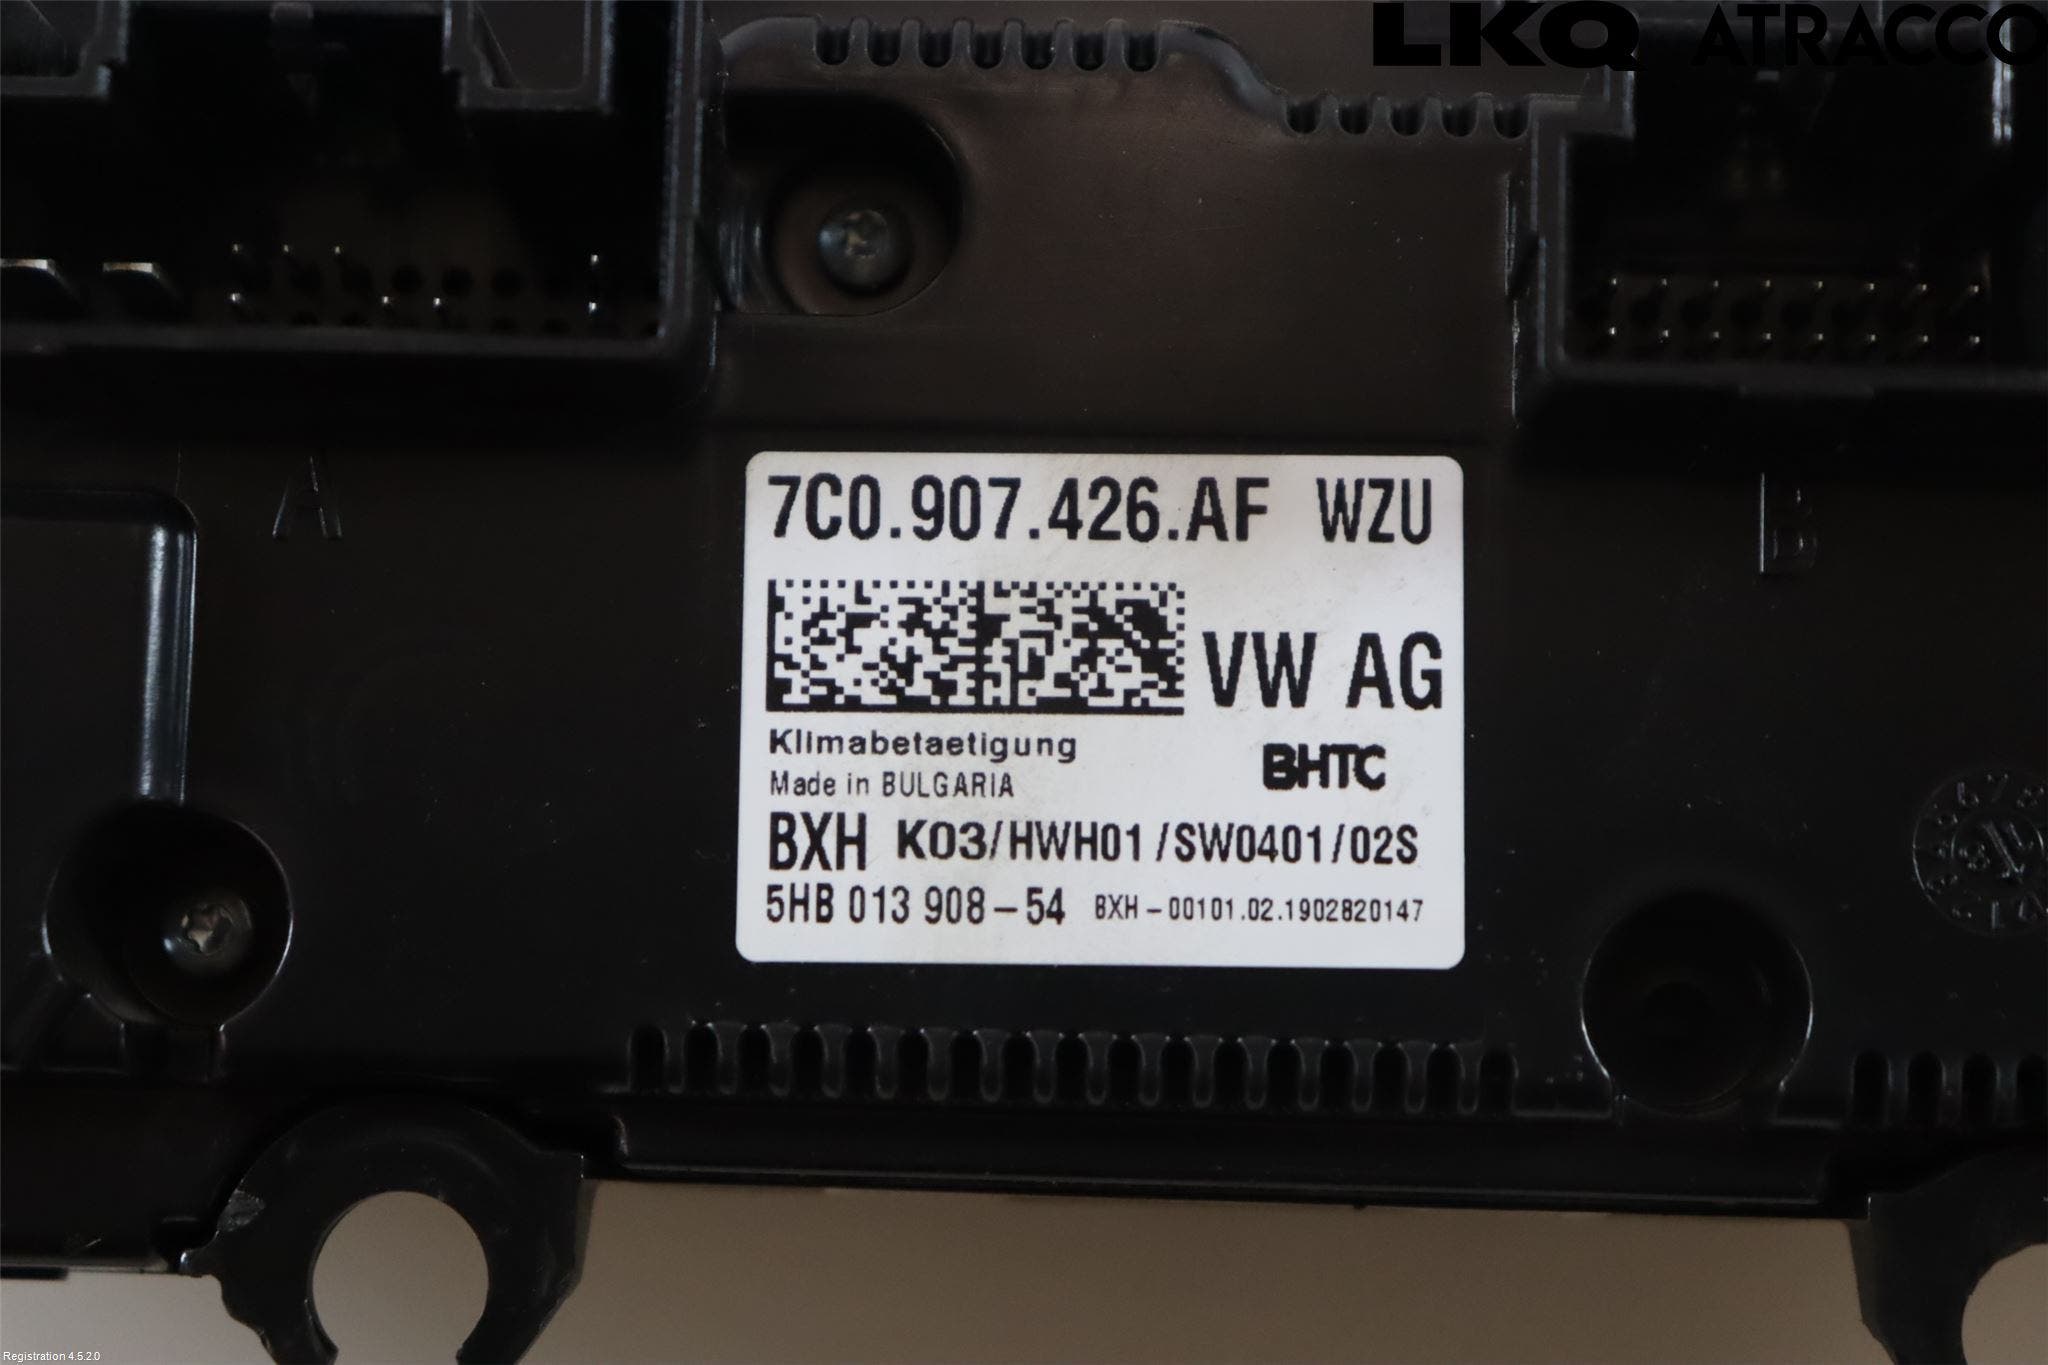 LKQ ATRACCO
A
B
7C0.907.426.AF WZU
VW AG
Klimabetaetigung
BHTC
Made in BULGARIA
BXH K03/HWH01/SW0401/02S
5HB 013 908-54 BXH-00101.02.1902820147
Registration 4.5.2.0